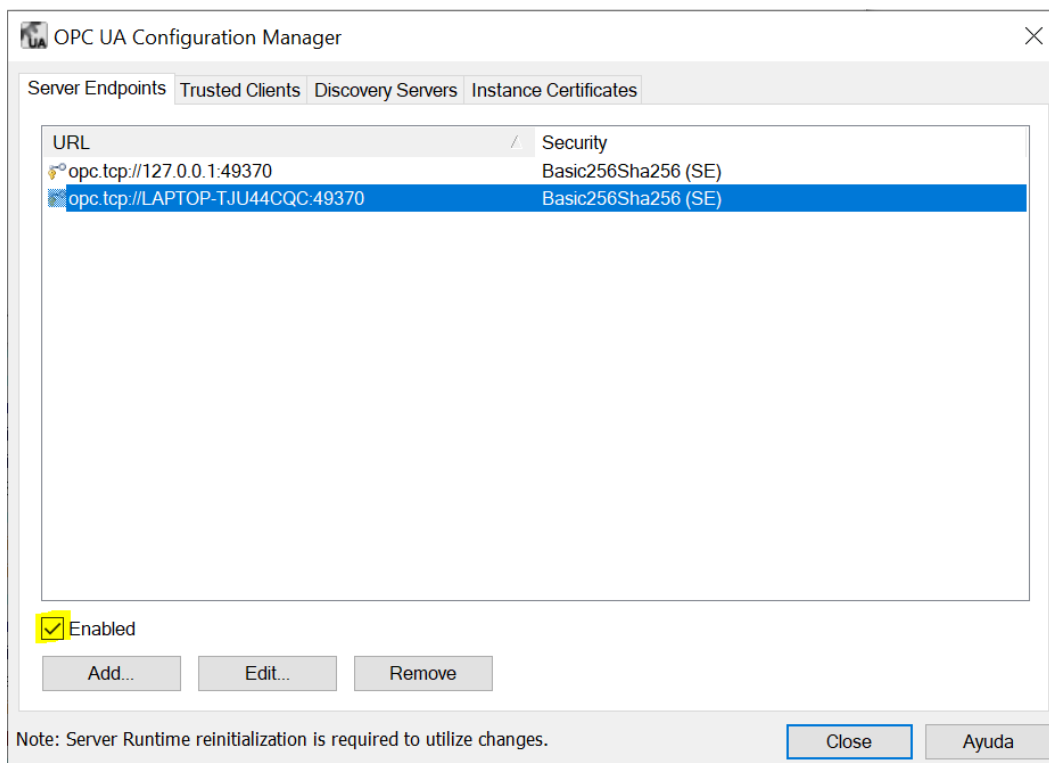 OPC UA Configuration Manager
Server Endpoints Trusted Clients Discovery Servers Instance Certificates
URL Security
opc.tcp://127.0.0.1:49370 Basic256Sha256 (SE)
opc.tcp://LAPTOP-TJU44CQC:49370 Basic256Sha256 (SE)
Enabled
Add... Edit... Remove
Note: Server Runtime reinitialization is required to utilize changes. Close Ayuda